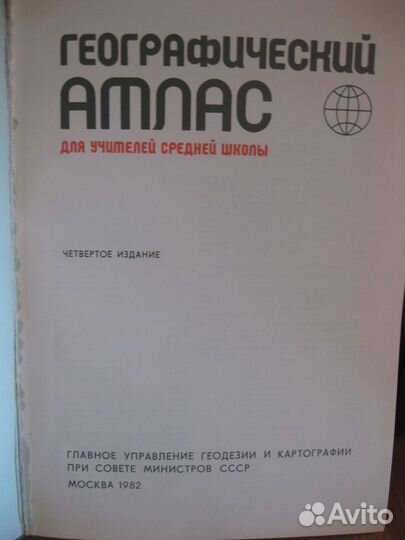 ГЕОГРАФИЧЕСКИЙ
АТЛАС
ДЛЯ УЧИТЕЛЕЙ СРЕДНЕЙ ШКОЛЫ
ЧЕТВЕРТОЕ ИЗДАНИЕ
ГЛАВНОЕ УПРАВЛЕНИЕ ГЕОДЕЗИИ И КАРТОГРАФИИ
ПРИ СОВЕТЕ МИНИСТРОВ СССР
МОСКВА 1982
Avito